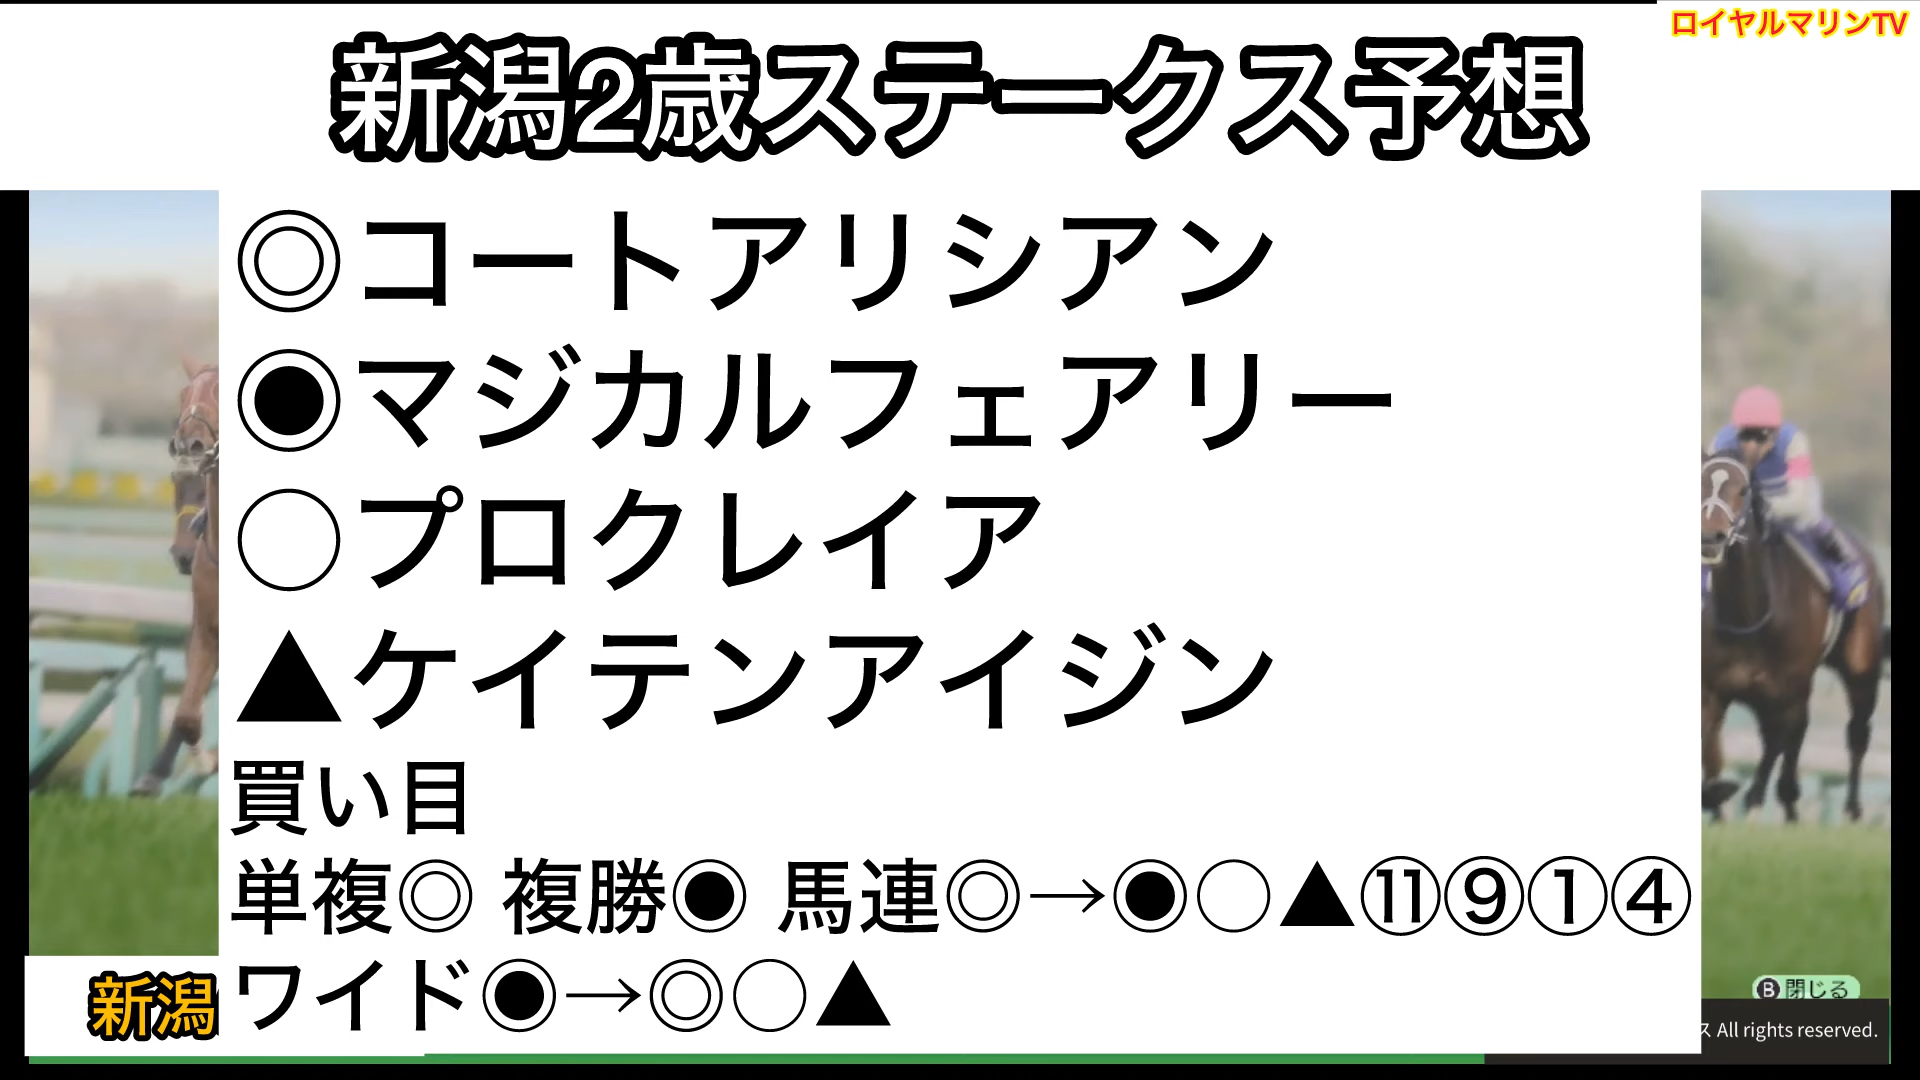 ロイヤルマリンTV
新潟2歳ステークス予想
◎コートアリシアン
◉マジカルフェアリー
○プロクレイア
▲ケイテンアイジン
買い目
単複◎ 複勝◉ 馬連◎→◉○▲⑪⑨①④
ワイド◉→◎○▲
新潟
B閉じる
ス All rights reserved.